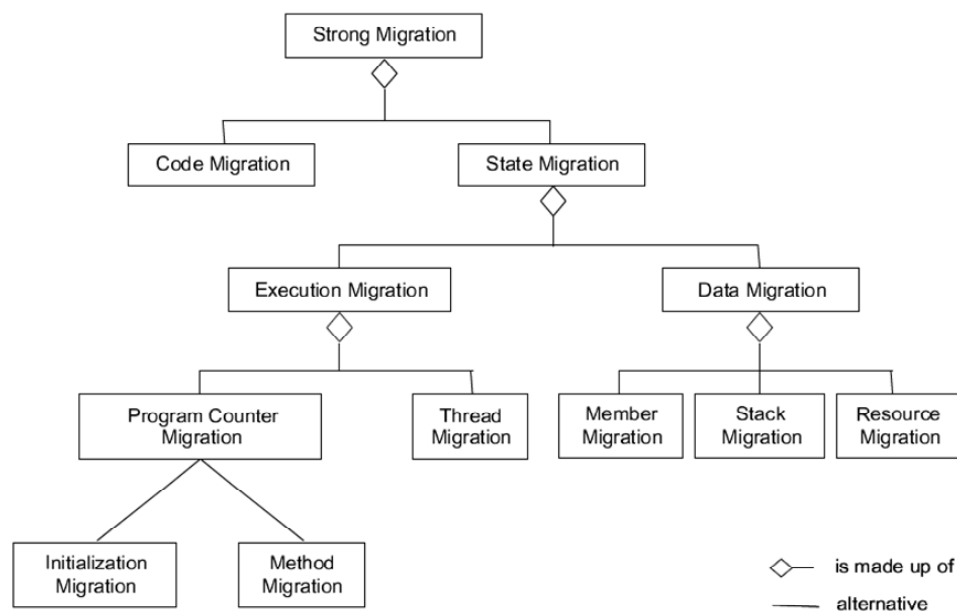 Strong Migration
Code Migration
State Migration
Execution Migration
Data Migration
Program Counter
Migration
Thread
Migration
Member
Migration
Stack
Migration
Resource
Migration
Initialization
Migration
Method
Migration
is made up of
alternative